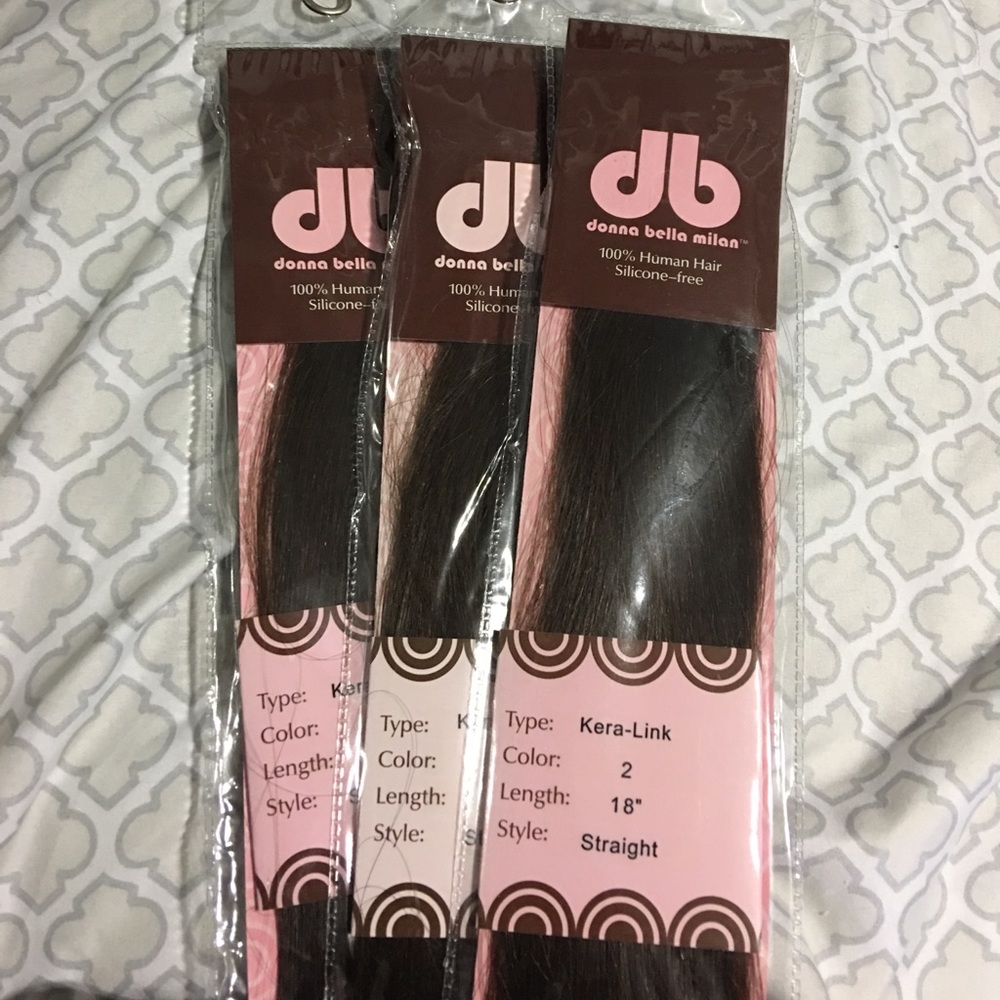 db
donna bella
100% Human
Silicone-f
Type: Ker
Color:
Length:
Style:
db
donna bella
100% Human
Silicone-f
Type: K
Color:
Length:
Style: St
db
donna bella milan™
100% Human Hair
Silicone–free
Type: Kera-Link
Color: 2
Length: 18"
Style: Straight